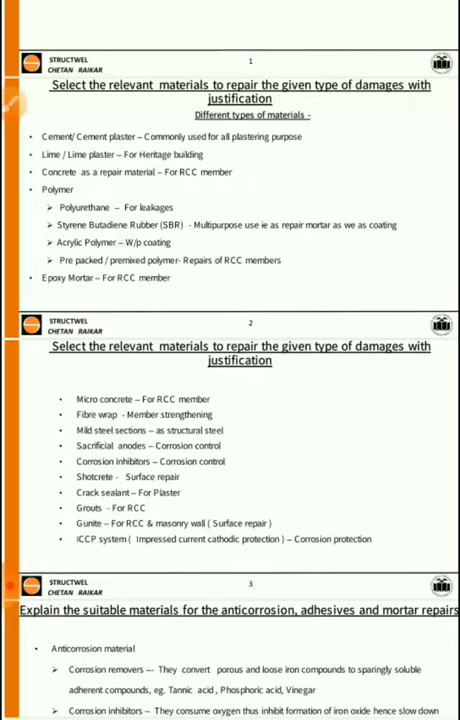 STRUCTWEL
CHETAN RAIKAR
1
Select the relevant materials to repair the given type of damages with
justification
Different types of materials -
• Cement/ Cement plaster – Commonly used for all plastering purpose
• Lime / Lime plaster – For Heritage building
• Concrete as a repair material – For RCC member
• Polymer
➢ Polyurethane – For leakages
➢ Styrene Butadiene Rubber (SBR) - Multipurpose use ie as repair mortar as we as coating
➢ Acrylic Polymer – W/p coating
➢ Pre packed / premixed polymer- Repairs of RCC members
• Epoxy Mortar – For RCC member
STRUCTWEL
CHETAN RAIKAR
2
Select the relevant materials to repair the given type of damages with
justification
• Micro concrete – For RCC member
• Fibre wrap - Member strengthening
• Mild steel sections – as structural steel
• Sacrificial anodes – Corrosion control
• Corrosion inhibitors – Corrosion control
• Shotcrete - Surface repair
• Crack sealant – For Plaster
• Grouts - For RCC
• Gunite – For RCC & masonry wall ( Surface repair )
• ICCP system ( Impressed current cathodic protection ) – Corrosion protection
STRUCTWEL
CHETAN RAIKAR
3
Explain the suitable materials for the anticorrosion, adhesives and mortar repairs
• Anticorrosion material
➢ Corrosion removers –- They convert porous and loose iron compounds to sparingly soluble
adherent compounds, eg. Tannic acid , Phosphoric acid, Vinegar
➢ Corrosion inhibitors – They consume oxygen thus inhibit formation of iron oxide hence slow down